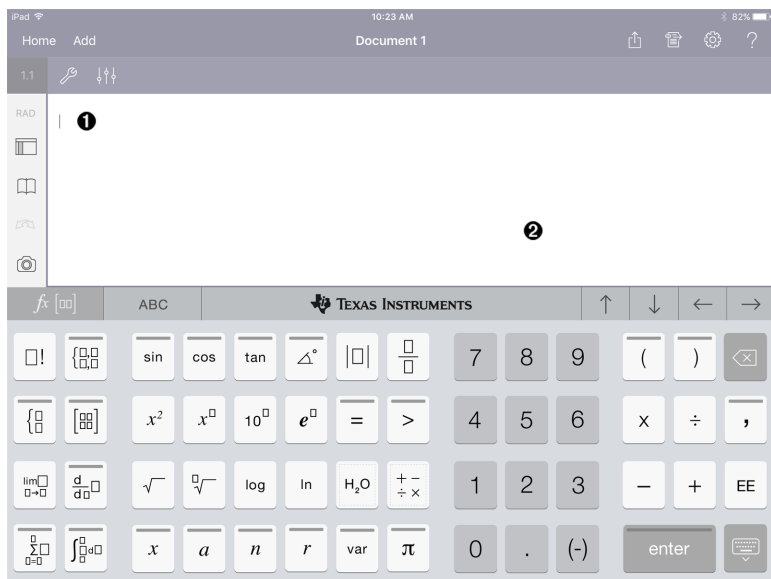 iPad 10:23 AM 82%
Home Add Document 1 ?
1.1
RAD
❶
❷
fx [▯▯] ABC TEXAS INSTRUMENTS ↑ ↓ ← →
▯! {▯,▯;▯,▯ sin cos tan ∠° |▯| ▯/▯ 7 8 9 ( )
{▯▯ [▯▯▯▯] x² x^▯ 10^▯ e^▯ = > 4 5 6 x ÷ ,
lim▯ ▯→▯ d/d▯ ▯ √ ▯√ log ln H₂O + − ÷ × 1 2 3 − + EE
▯Σ▯ ▯=▯ ∫▯▯▯d▯ x a n r var π 0 . (-) enter